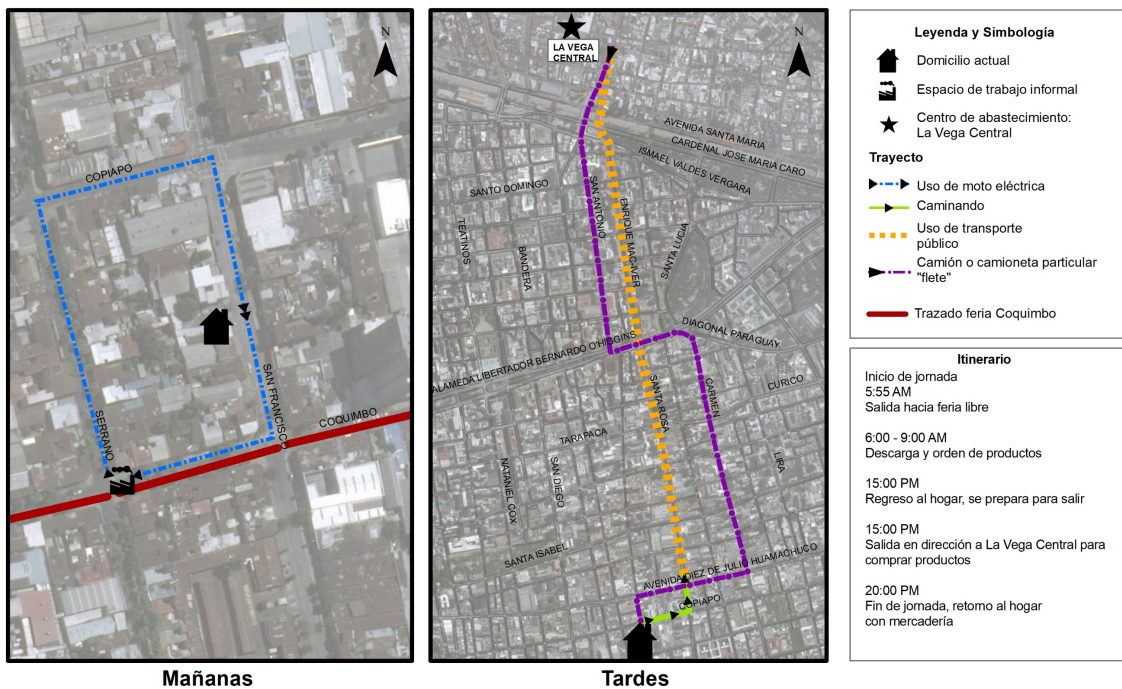 N
COPIAPO
SERRANO
SAN FRANCISCO
COQUIMBO
Mañanas
N
LA VEGA
CENTRAL
AVENIDA SANTA MARIA
CARDENAL JOSE MARIA CARO
ISMAEL VALDES VERGARA
SANTO DOMINGO
SAN ANTONIO
ENRIQUE MAC-IVER
TEATINOS
BANDERA
SANTA LUCIA
DIAGONAL PARAGUAY
ALAMEDA LIBERTADOR BERNARDO O'HIGGINS
CURICO
SANTA ROSA
CARMEN
TARAPACA
LIRA
NATANIEL COX
SAN DIEGO
SANTA ISABEL
AVENIDA DIEZ DE JULIO HUAMACHUCO
COPIAPO
Tardes
Leyenda y Simbología
Domicilio actual
Espacio de trabajo informal
Centro de abastecimiento:
La Vega Central
Trayecto
Uso de moto eléctrica
Caminando
Uso de transporte
público
Camión o camioneta particular
"flete"
Trazado feria Coquimbo
Itinerario
Inicio de jornada
5:55 AM
Salida hacia feria libre
6:00 - 9:00 AM
Descarga y orden de productos
15:00 PM
Regreso al hogar, se prepara para salir
15:00 PM
Salida en dirección a La Vega Central para
comprar productos
20:00 PM
Fin de jornada, retorno al hogar
con mercadería